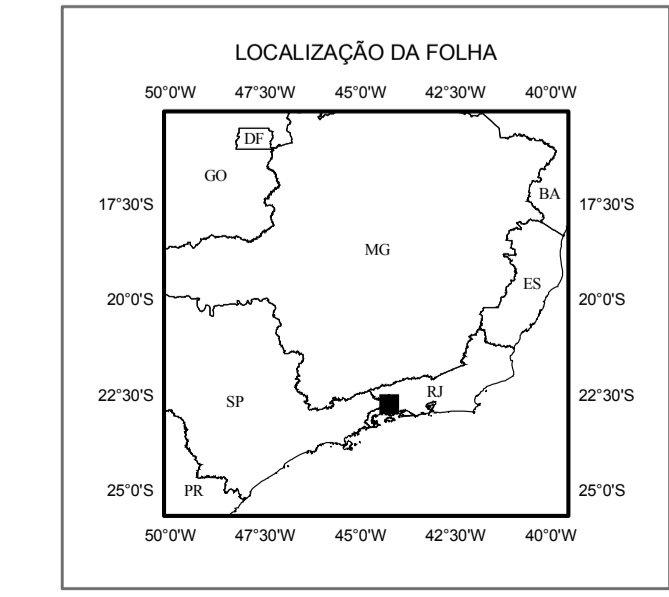 LOCALIZAÇÃO DA FOLHA
50°0'W 47°30'W 45°0'W 42°30'W 40°0'W
DF
GO
BA
17°30'S 17°30'S
MG
ES
20°0'S 20°0'S
22°30'S RJ 22°30'S
SP
25°0'S PR 25°0'S
50°0'W 47°30'W 45°0'W 42°30'W 40°0'W